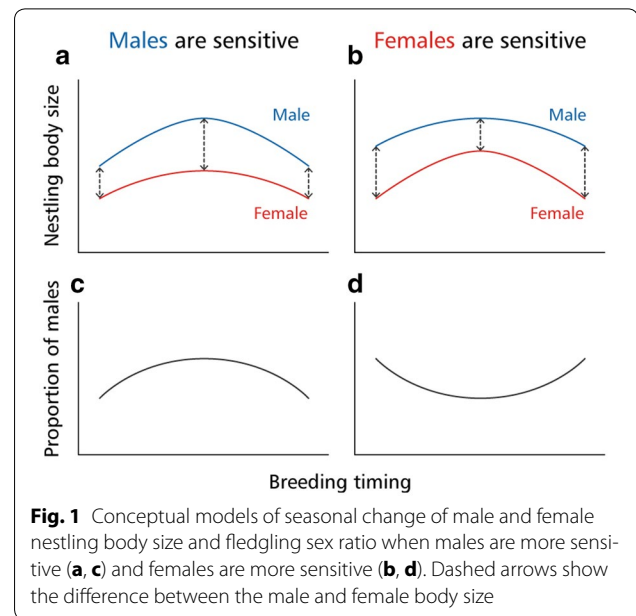 Males are sensitive
Females are sensitive
a
b
Nestling body size
Male
Female
Male
Female
c
d
Proportion of males
Breeding timing
Fig. 1 Conceptual models of seasonal change of male and female
nestling body size and fledgling sex ratio when males are more sensi-
tive (a, c) and females are more sensitive (b, d). Dashed arrows show
the difference between the male and female body size